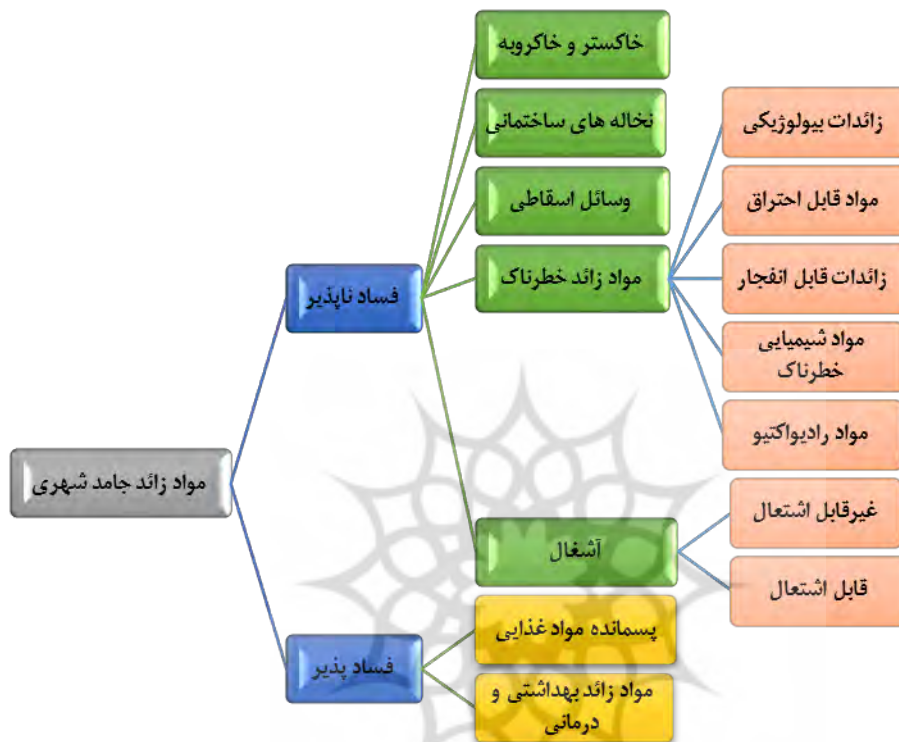 خاکستر و خاکروبه
نخاله های ساختمانی
وسائل اسقاطی
مواد زائد خطرناک
زائدات بیولوژیکی
مواد قابل احتراق
زائدات قابل انفجار
مواد شیمیایی
خطرناک
مواد رادیواکتیو
فساد ناپذیر
مواد زائد جامد شهری
آشغال
غیرقابل اشتعال
قابل اشتعال
فساد پذیر
پسمانده مواد غذایی
مواد زائد بهداشتی و
درمانی